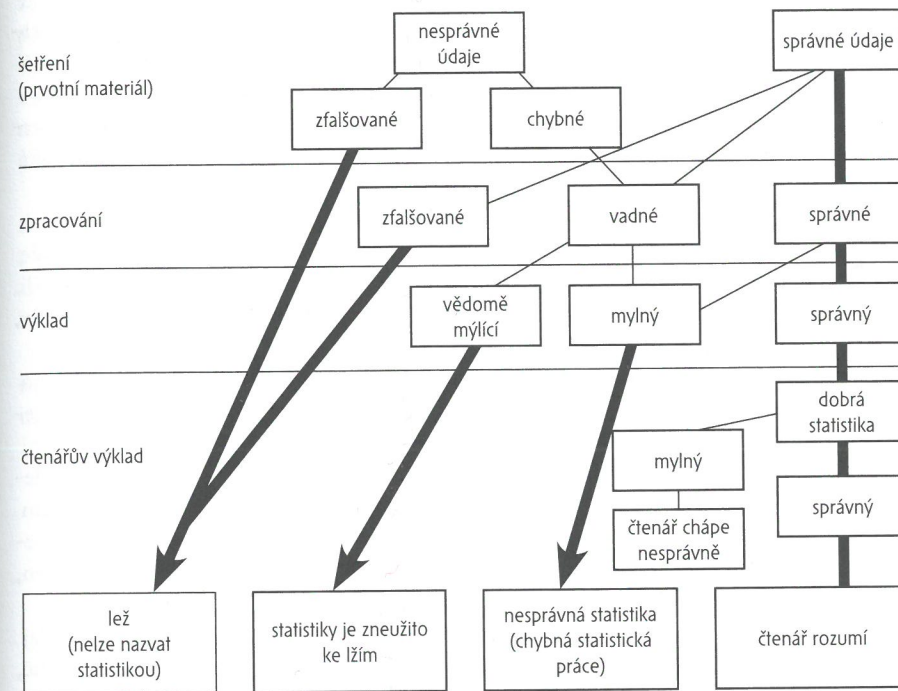 nesprávné
údaje
správné údaje
šetření
(prvotní materiál)
zfalšované
chybné
zpracování
zfalšované
vadné
správné
výklad
vědomě
mýlící
mylný
správný
dobrá
statistika
čtenářův výklad
mylný
správný
čtenář chápe
nesprávně
lež
(nelze nazvat
statistikou)
statistiky je zneužito
ke lžím
nesprávná statistika
(chybná statistická
práce)
čtenář rozumí